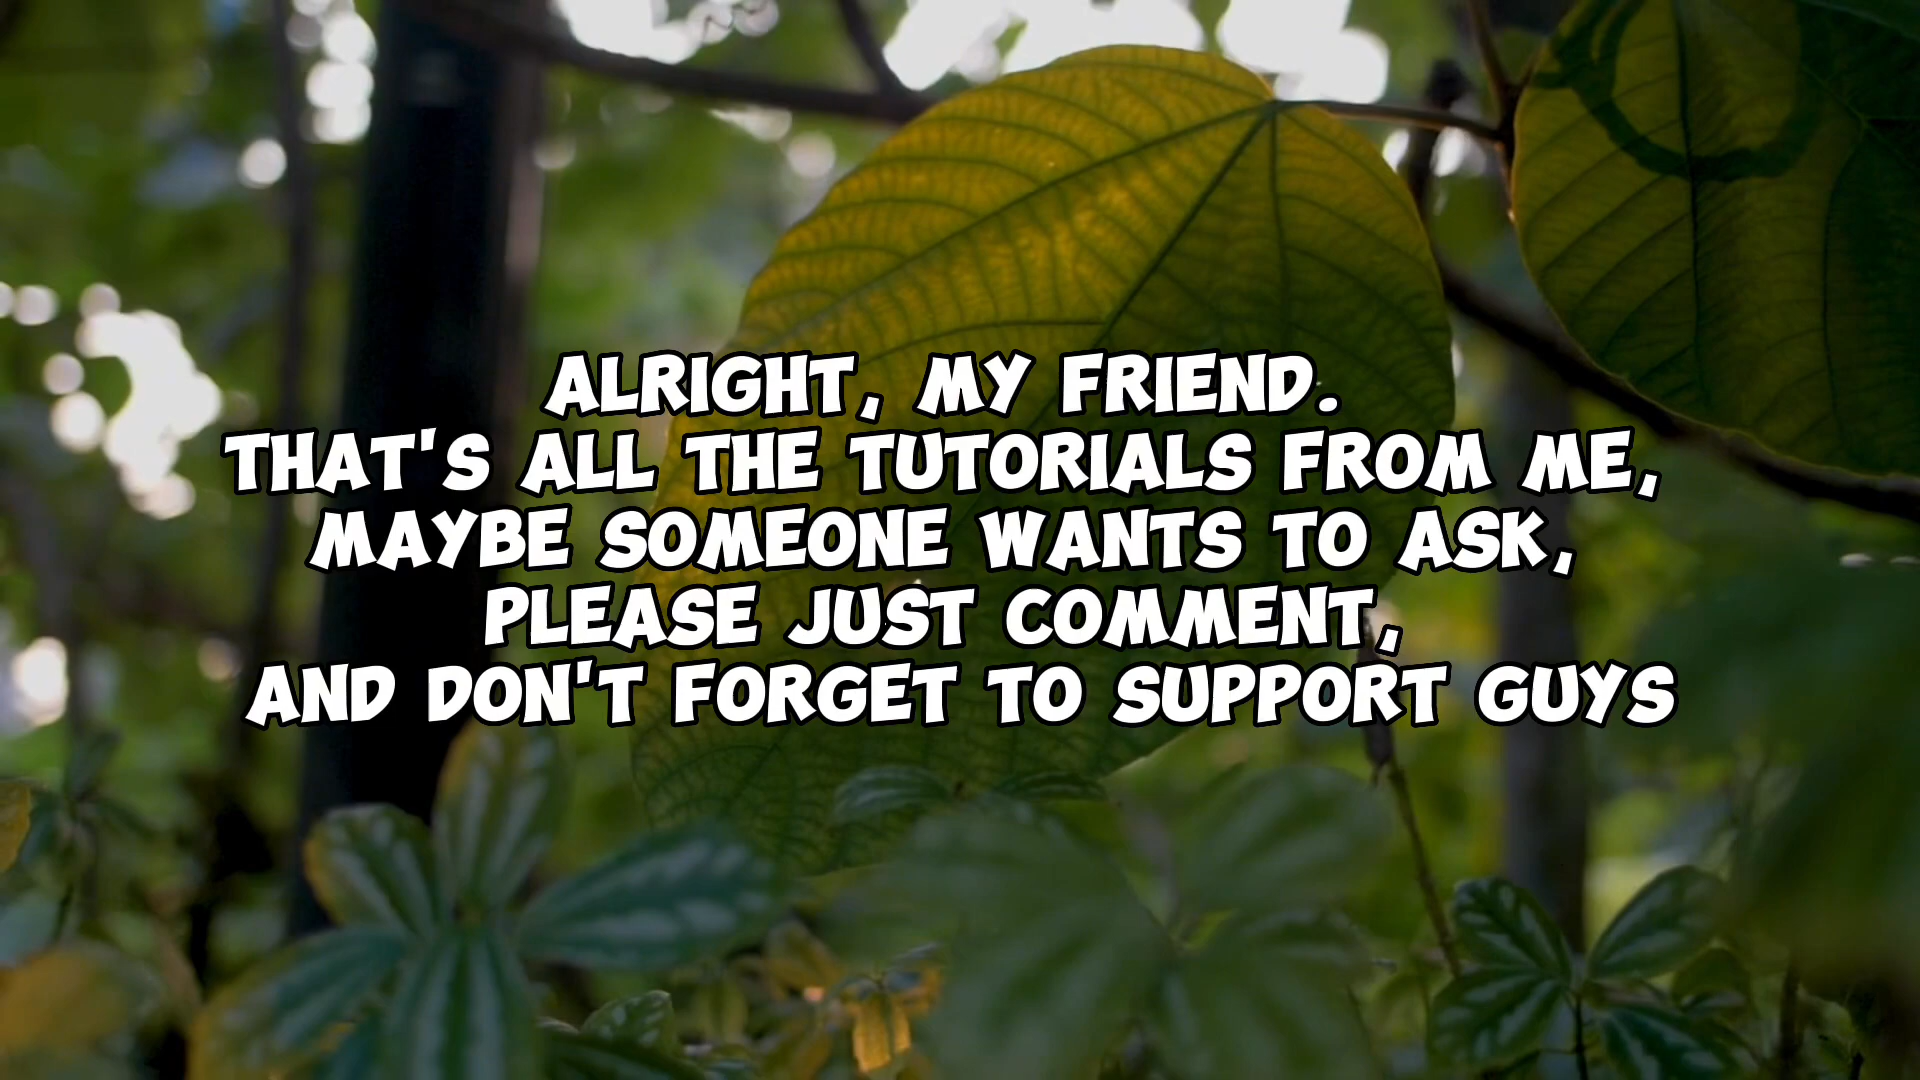 ALRIGHT, MY FRIEND.
THAT'S ALL THE TUTORIALS FROM ME,
MAYBE SOMEONE WANTS TO ASK,
PLEASE JUST COMMENT,
AND DON'T FORGET TO SUPPORT GUYS